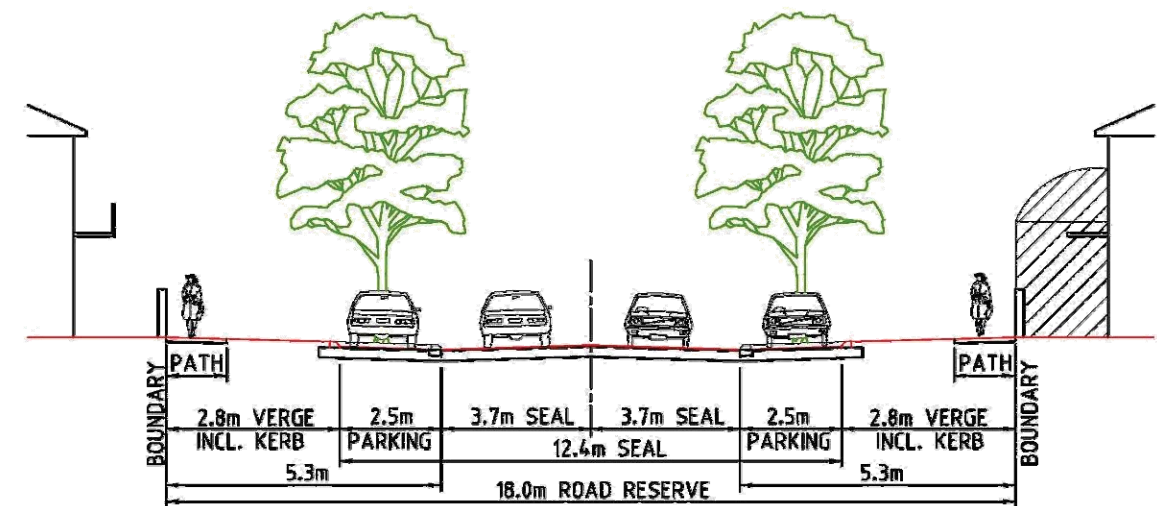 PATH
PATH
BOUNDARY
2.8m VERGE
INCL. KERB
2.5m
PARKING
3.7m SEAL
3.7m SEAL
2.5m
PARKING
2.8m VERGE
INCL. KERB
BOUNDARY
12.4m SEAL
5.3m
5.3m
18.0m ROAD RESERVE